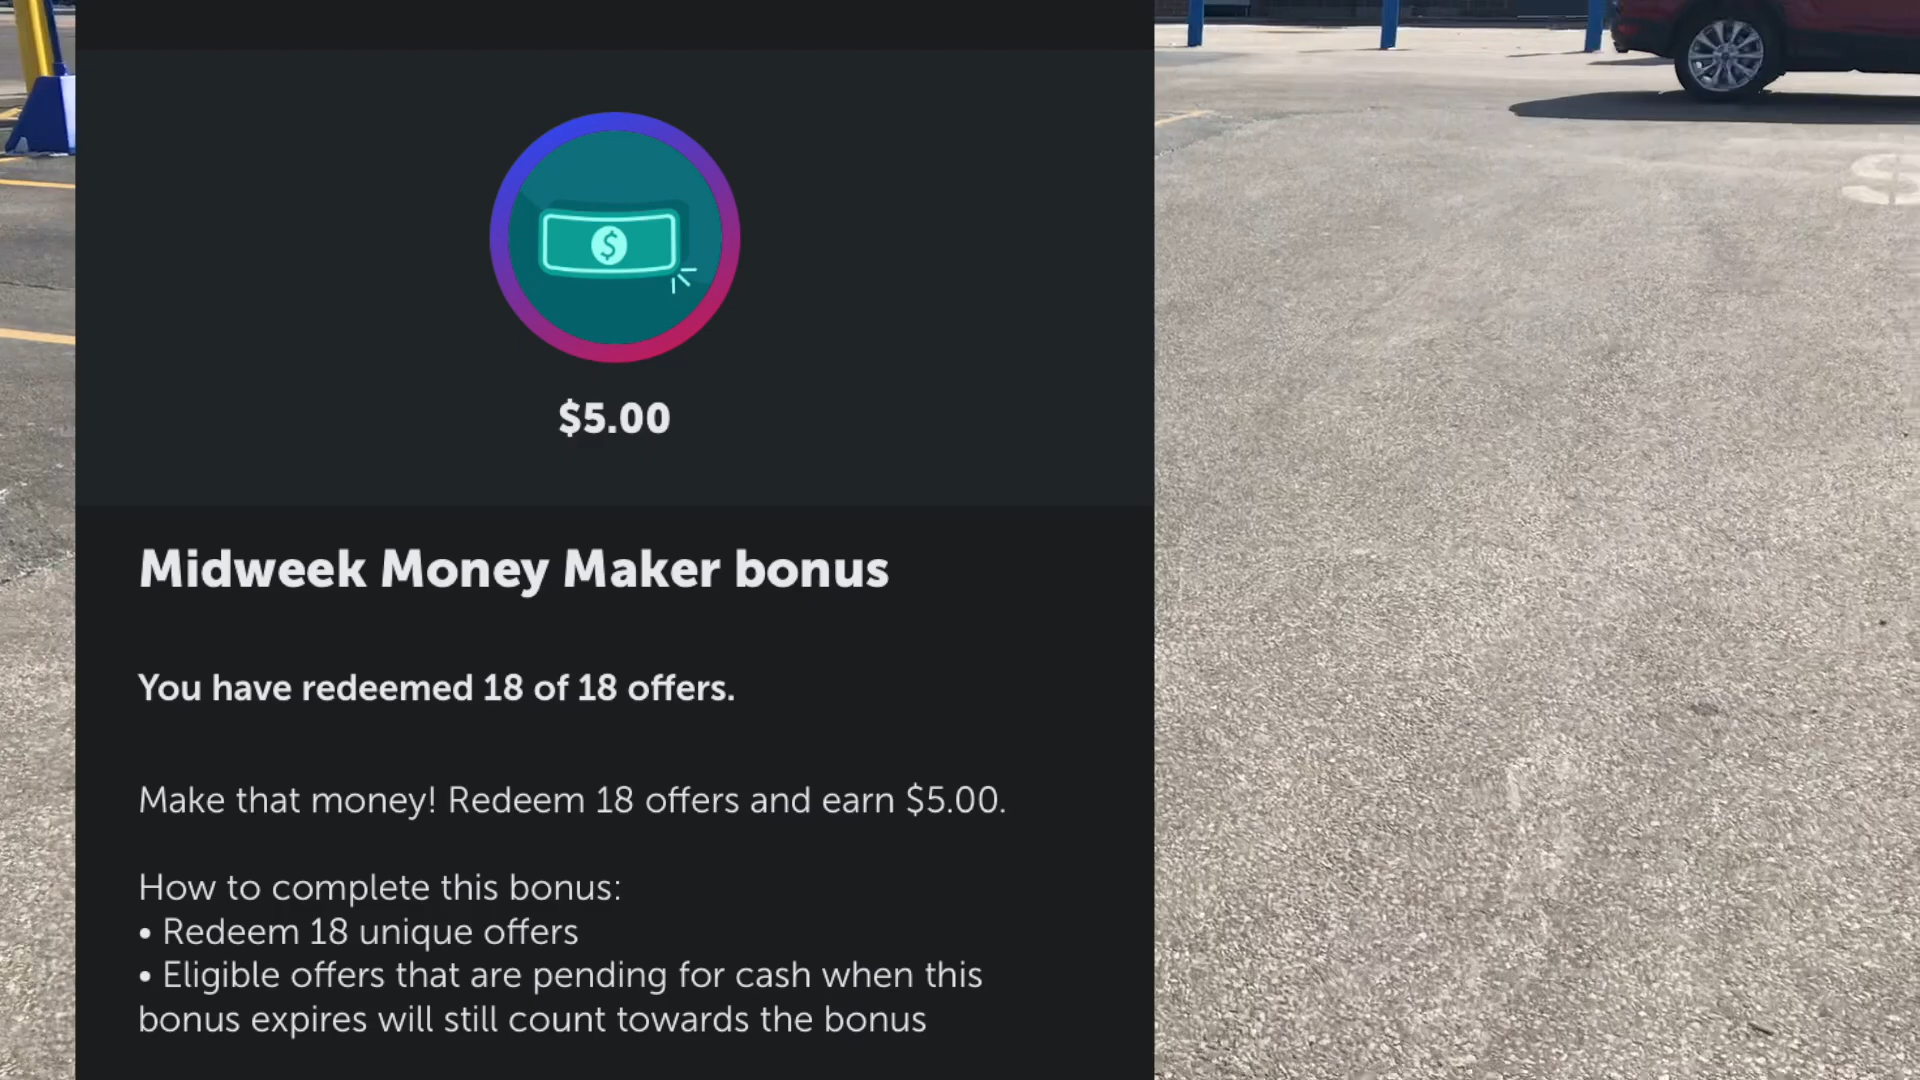 $
$5.00
Midweek Money Maker bonus
You have redeemed 18 of 18 offers.
Make that money! Redeem 18 offers and earn $5.00.
How to complete this bonus:
• Redeem 18 unique offers
• Eligible offers that are pending for cash when this
bonus expires will still count towards the bonus